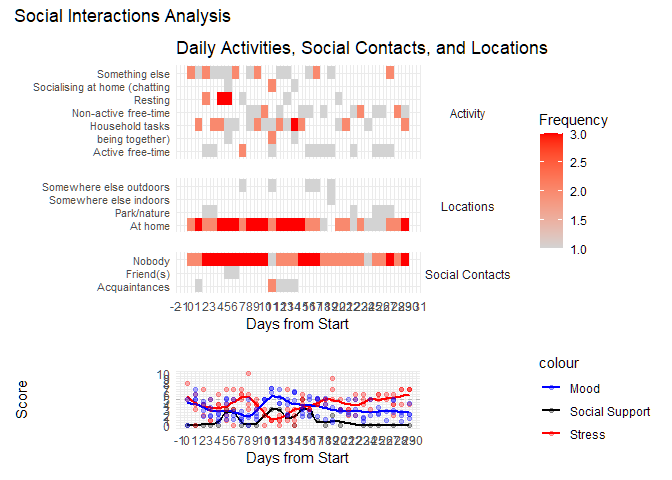 Social Interactions Analysis
Daily Activities, Social Contacts, and Locations
Something else
Socialising at home (chatting
Resting
Non-active free-time
Household tasks
being together)
Active free-time
Activity
Somewhere else outdoors
Somewhere else indoors
Park/nature
At home
Locations
Nobody
Friend(s)
Acquaintances
Social Contacts
Days from Start
Frequency
3.0
2.5
2.0
1.5
1.0
Score
Days from Start
colour
Mood
Social Support
Stress